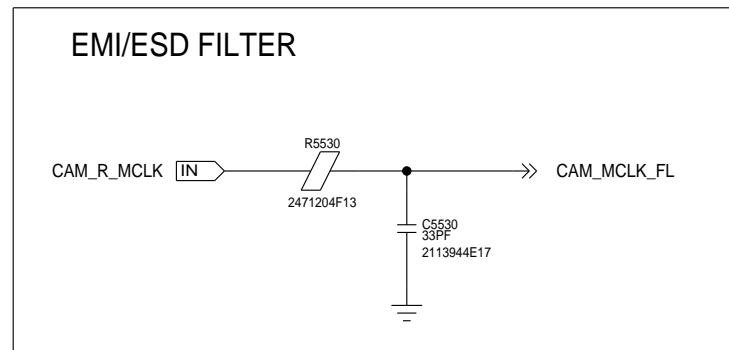 EMI/ESD FILTER
R5530
CAM_R_MCLK IN CAM_MCLK_FL
2471204F13
C5530
33PF
2113944E17